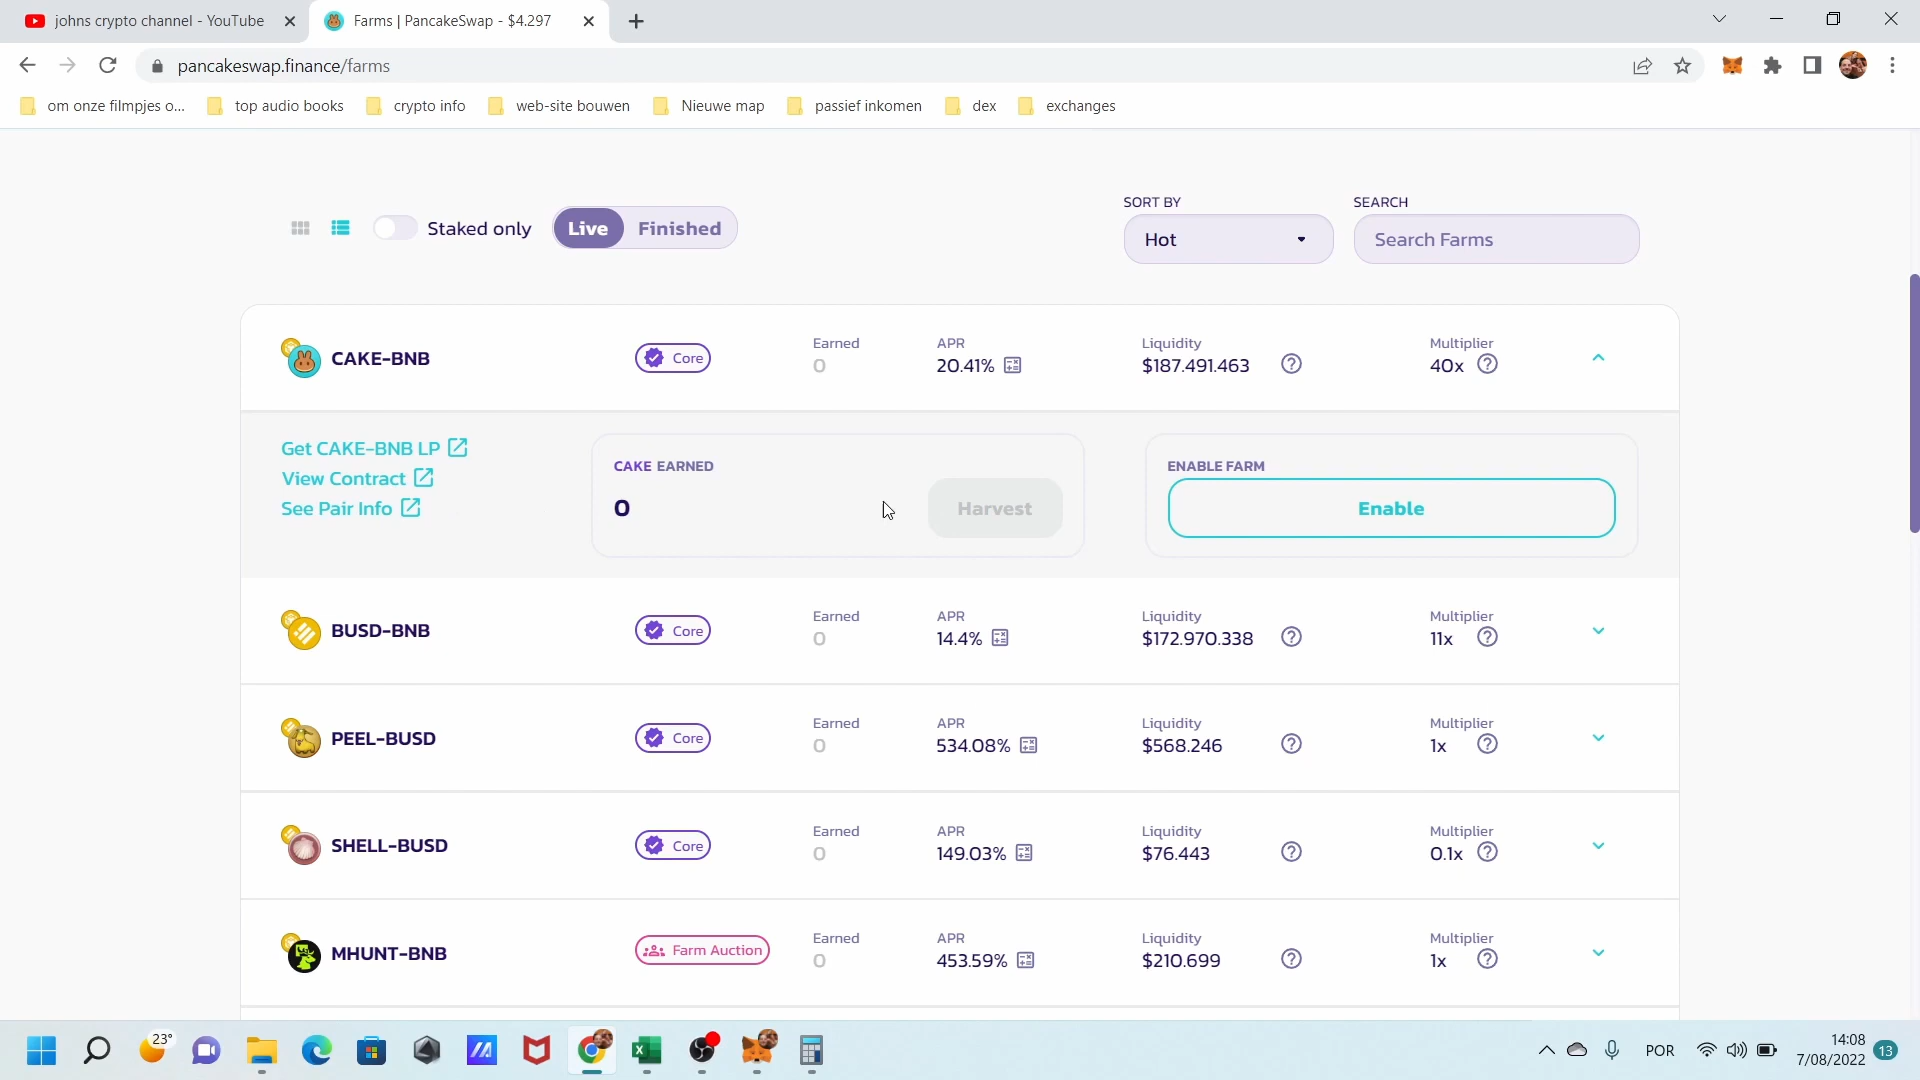 johns crypto channel - YouTube
Farms | PancakeSwap - $4.297
pancakeswap.finance/farms
om onze filmpjes o...
top audio books
crypto info
web-site bouwen
Nieuwe map
passief inkomen
dex
exchanges
Staked only
Live
Finished
SORT BY
Hot
SEARCH
Search Farms
CAKE-BNB
Core
Earned
0
APR
20.41%
Liquidity
$187.491.463
Multiplier
40x
Get CAKE-BNB LP
View Contract
See Pair Info
CAKE EARNED
0
Harvest
ENABLE FARM
Enable
BUSD-BNB
Core
Earned
0
APR
14.4%
Liquidity
$172.970.338
Multiplier
11x
PEEL-BUSD
Core
Earned
0
APR
534.08%
Liquidity
$568.246
Multiplier
1x
SHELL-BUSD
Core
Earned
0
APR
149.03%
Liquidity
$76.443
Multiplier
0.1x
MHUNT-BNB
Farm Auction
Earned
0
APR
453.59%
Liquidity
$210.699
Multiplier
1x
23°
POR
14:08
7/08/2022
13